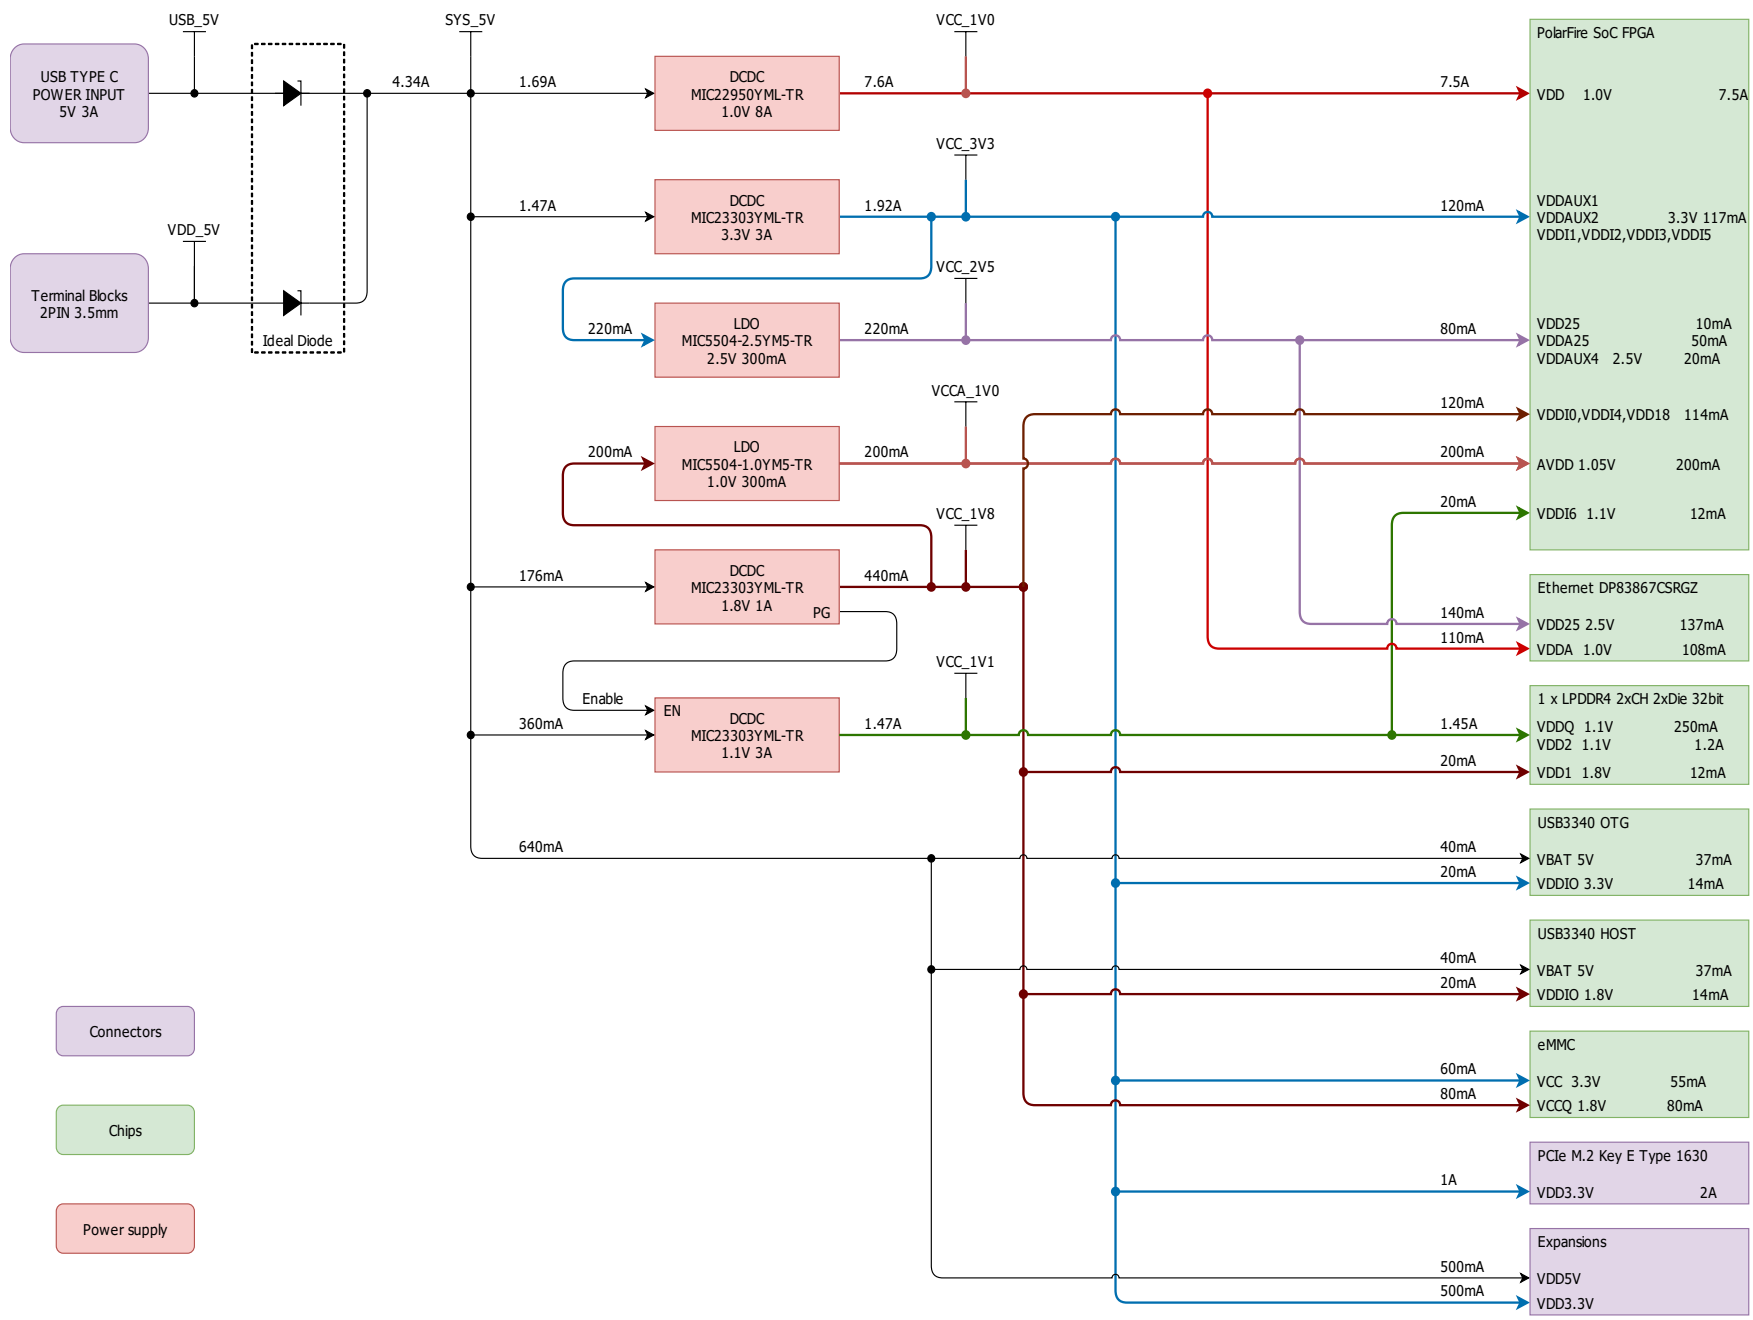 USB_5V
SYS_5V
VCC_1V0
USB TYPE C
POWER INPUT
5V 3A
4.34A
1.69A
DCDC
MIC22950YML-TR
1.0V 8A
7.6A
7.5A
PolarFire SoC FPGA
VDD 1.0V 7.5A
VCC_3V3
1.47A
DCDC
MIC23303YML-TR
3.3V 3A
1.92A
120mA
VDDAUX1
VDDAUX2 3.3V 117mA
VDDI1,VDDI2,VDDI3,VDDI5
VDD_5V
Terminal Blocks
2PIN 3.5mm
Ideal Diode
VCC_2V5
220mA
LDO
MIC5504-2.5YM5-TR
2.5V 300mA
220mA
80mA
VDD25 10mA
VDDA25 50mA
VDDAUX4 2.5V 20mA
VCCA_1V0
120mA
VDDI0,VDDI4,VDD18 114mA
200mA
LDO
MIC5504-1.0YM5-TR
1.0V 300mA
200mA
200mA
AVDD 1.05V 200mA
VCC_1V8
20mA
VDDI6 1.1V 12mA
176mA
DCDC
MIC23303YML-TR
1.8V 1A
PG
440mA
Ethernet DP83867CSRGZ
140mA
VDD25 2.5V 137mA
110mA
VDDA 1.0V 108mA
VCC_1V1
Enable
EN
360mA
DCDC
MIC23303YML-TR
1.1V 3A
1.47A
1.45A
1 x LPDDR4 2xCH 2xDie 32bit
VDDQ 1.1V 250mA
VDD2 1.1V 1.2A
20mA
VDD1 1.8V 12mA
640mA
USB3340 OTG
40mA
VBAT 5V 37mA
20mA
VDDIO 3.3V 14mA
USB3340 HOST
40mA
VBAT 5V 37mA
20mA
VDDIO 1.8V 14mA
Connectors
eMMC
60mA
VCC 3.3V 55mA
80mA
VCCQ 1.8V 80mA
Chips
PCIe M.2 Key E Type 1630
1A
VDD3.3V 2A
Power supply
Expansions
500mA
VDD5V
500mA
VDD3.3V